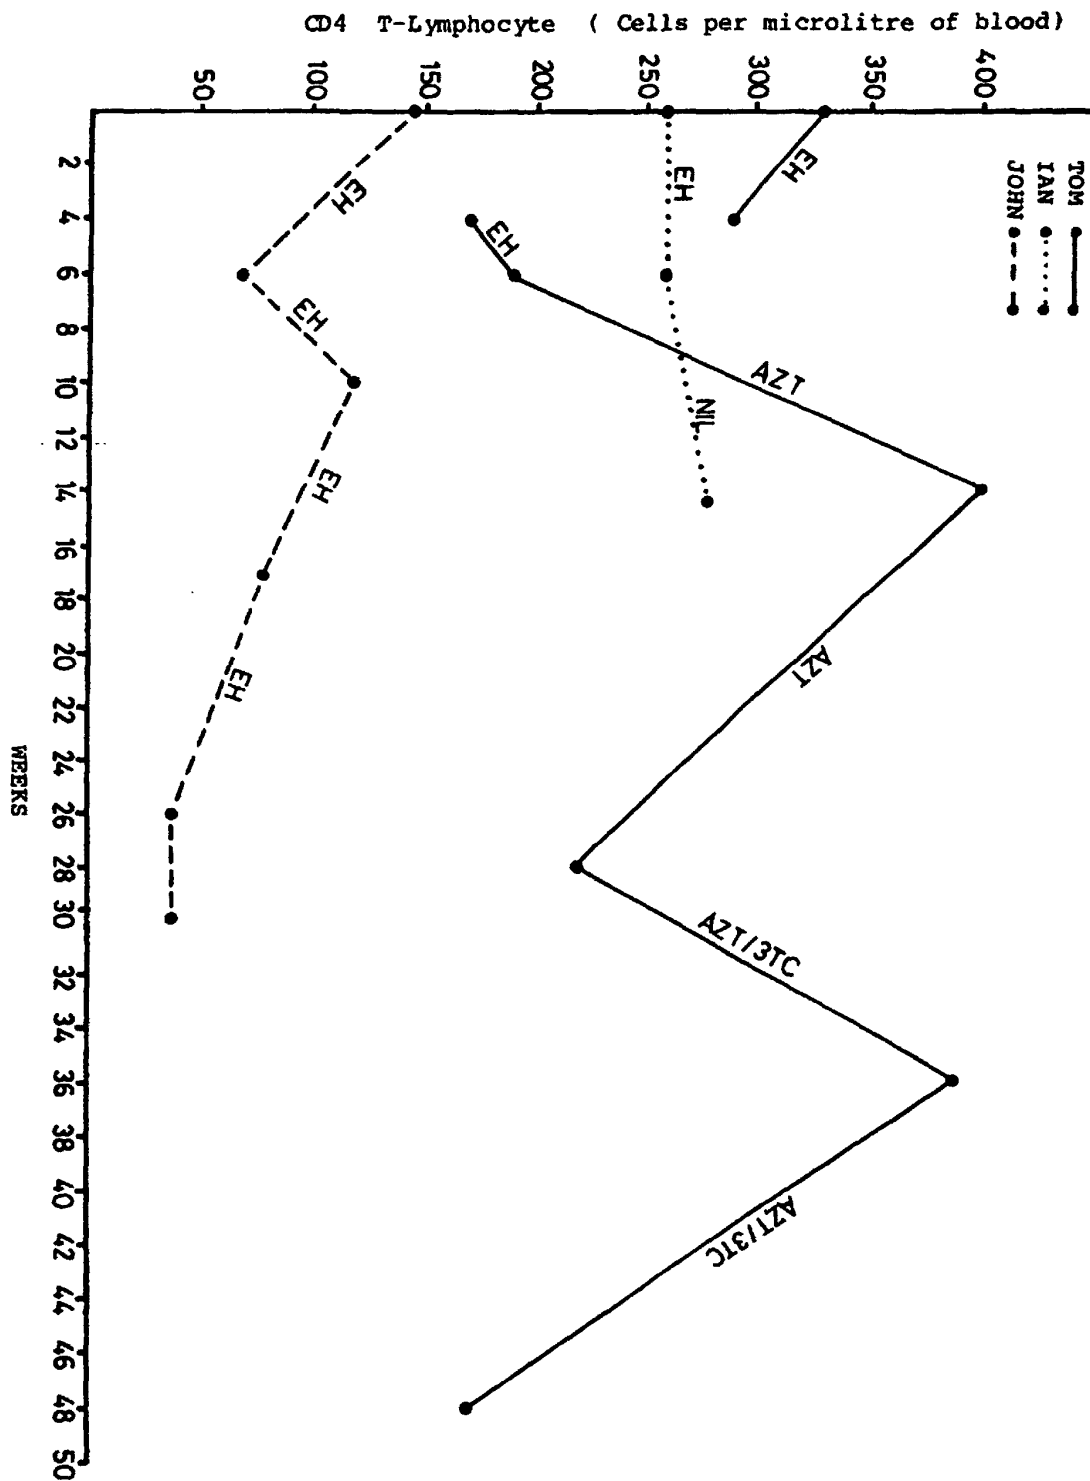 CD4 T-Lymphocyte ( Cells per microlitre of blood)
50
100
150
200
250
300
350
400
TOM
IAN
JOHN
EH
EH
EH
EH
EH
EH
EH
AZT
NIL
AZT
AZT/3TC
AZT/3TC
2
4
6
8
10
12
14
16
18
20
22
24
26
28
30
32
34
36
38
40
42
44
46
48
50
WEEKS